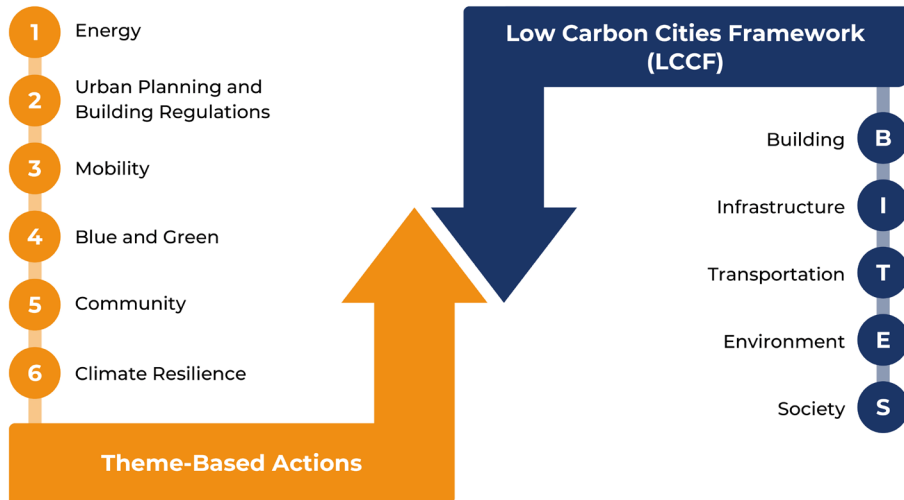 1 Energy
2 Urban Planning and
Building Regulations
3 Mobility
4 Blue and Green
5 Community
6 Climate Resilience
Theme-Based Actions
Low Carbon Cities Framework
(LCCF)
Building B
Infrastructure I
Transportation T
Environment E
Society S